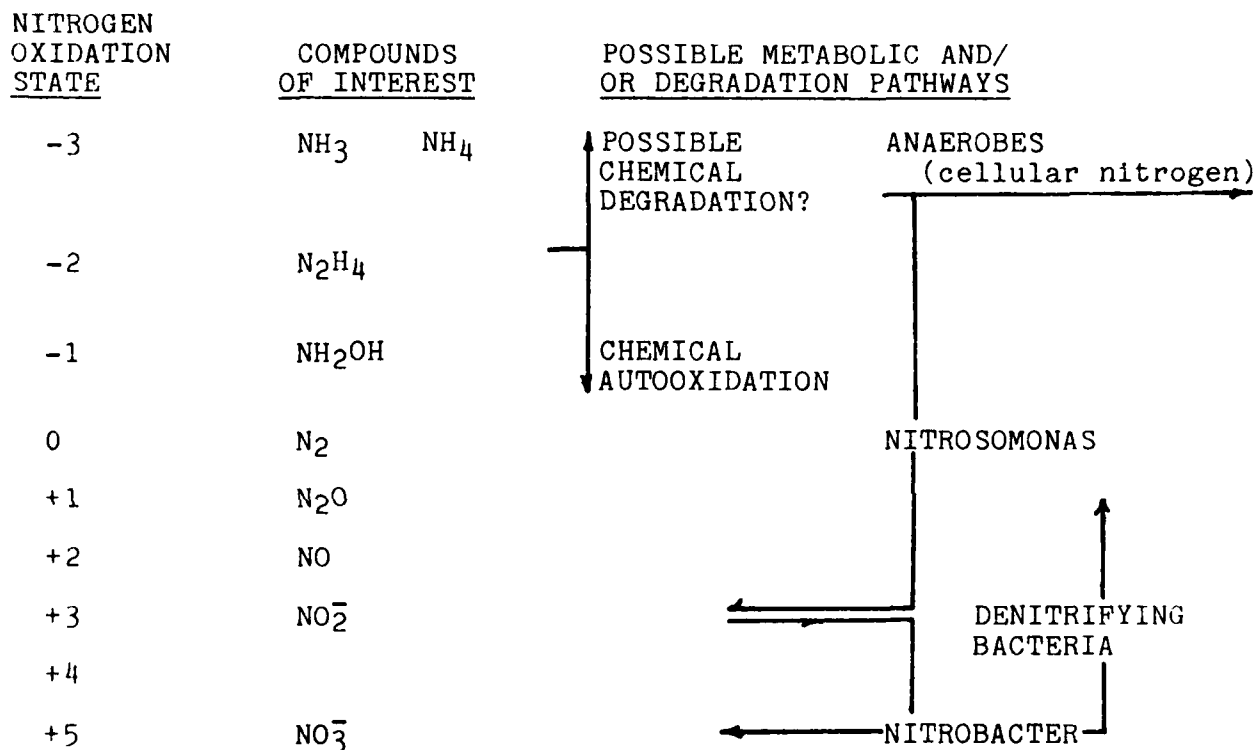 NITROGEN
OXIDATION COMPOUNDS POSSIBLE METABOLIC AND/
STATE OF INTEREST OR DEGRADATION PATHWAYS
-3 NH3 NH4 POSSIBLE ANAEROBES
CHEMICAL (cellular nitrogen)
DEGRADATION?
-2 N2H4
-1 NH2OH CHEMICAL
AUTOOXIDATION
0 N2 NITROSOMONAS
+1 N2O
+2 NO
+3 NO2- DENITRIFYING
BACTERIA
+4
+5 NO3- NITROBACTER